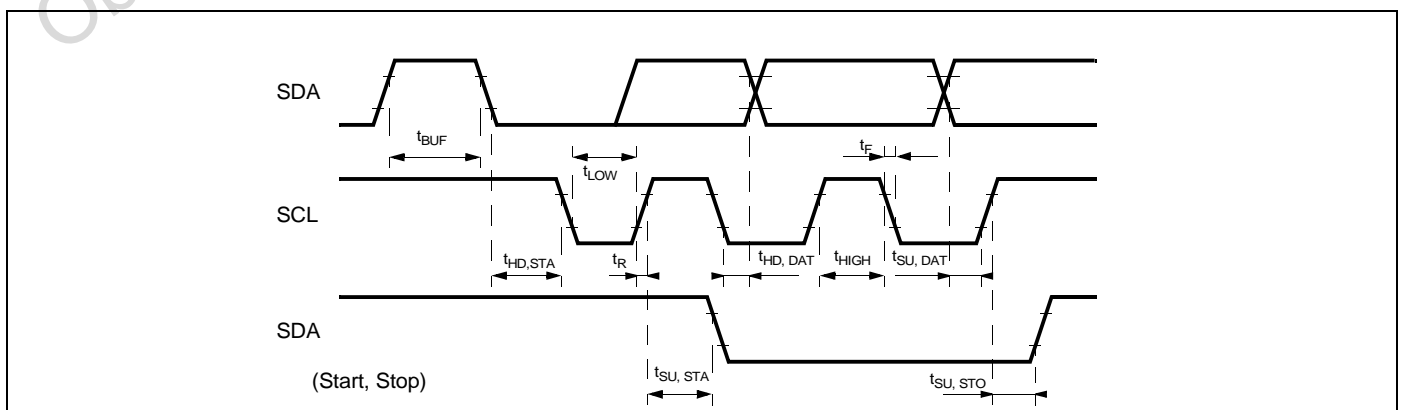 Ob
SDA
tBUF
tF
tLOW
SCL
tHD,STA
tR
tHD, DAT
tHIGH
tSU, DAT
SDA
(Start, Stop)
tSU, STA
tSU, STO